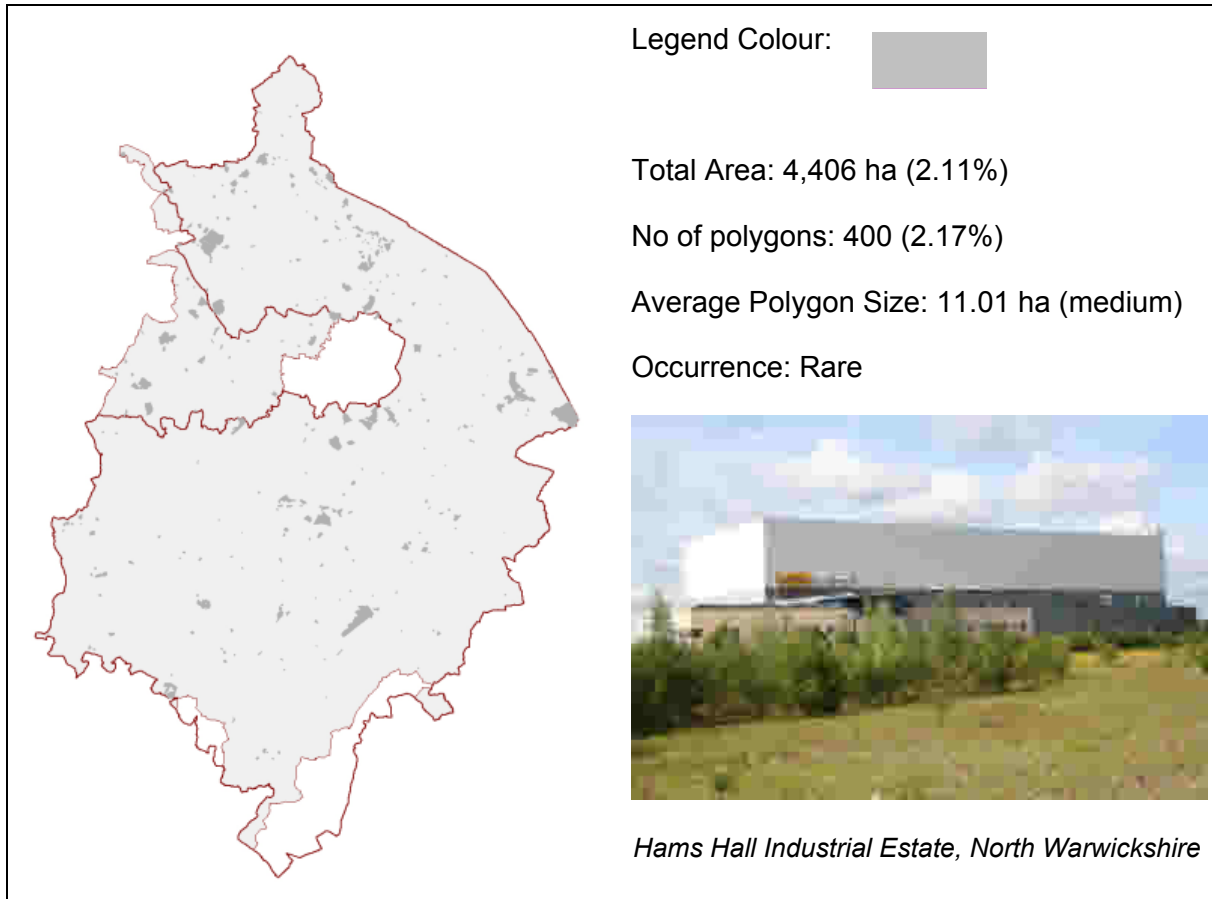 Legend Colour:
Total Area: 4,406 ha (2.11%)
No of polygons: 400 (2.17%)
Average Polygon Size: 11.01 ha (medium)
Occurrence: Rare
Hams Hall Industrial Estate, North Warwickshire